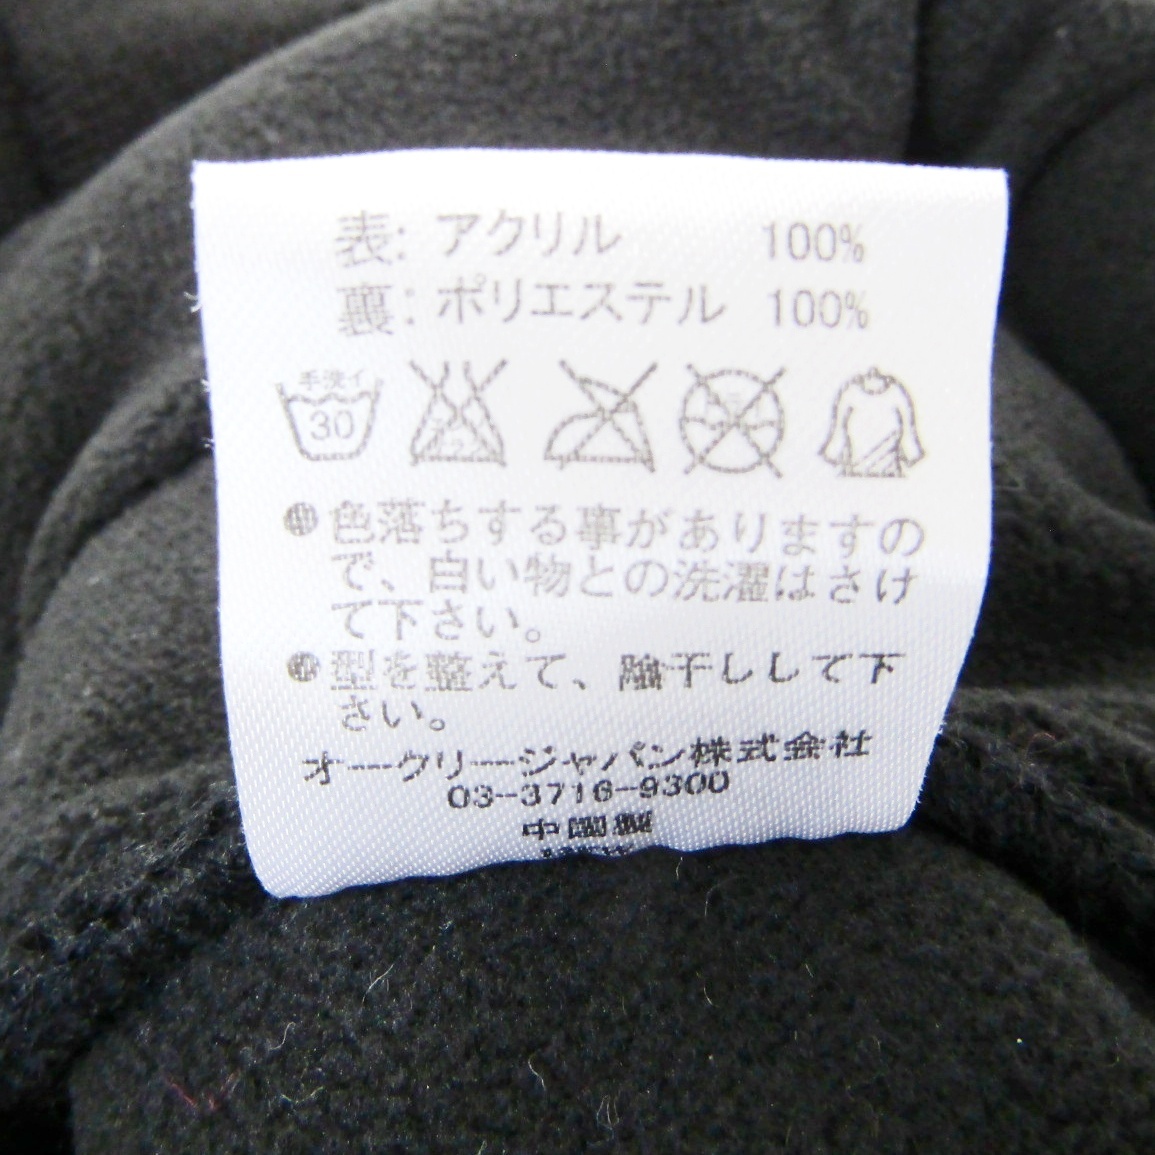 表: アクリル 100%
裏: ポリエステル 100%
手洗イ
30
色落ちする事がありますの
で、白い物との洗濯はさけ
て下さい。
型を整えて、陰干しして下
さい。
オークリージャパン株式会社
03-3716-9300
中国製